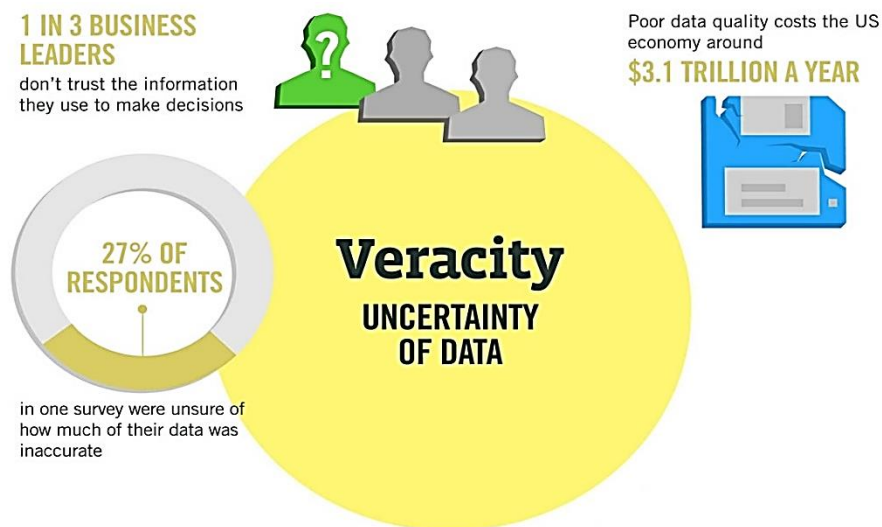 1 IN 3 BUSINESS
LEADERS
don't trust the information
they use to make decisions
?
Poor data quality costs the US
economy around
$3.1 TRILLION A YEAR
27% OF
RESPONDENTS
in one survey were unsure of
how much of their data was
inaccurate
Veracity
UNCERTAINTY
OF DATA